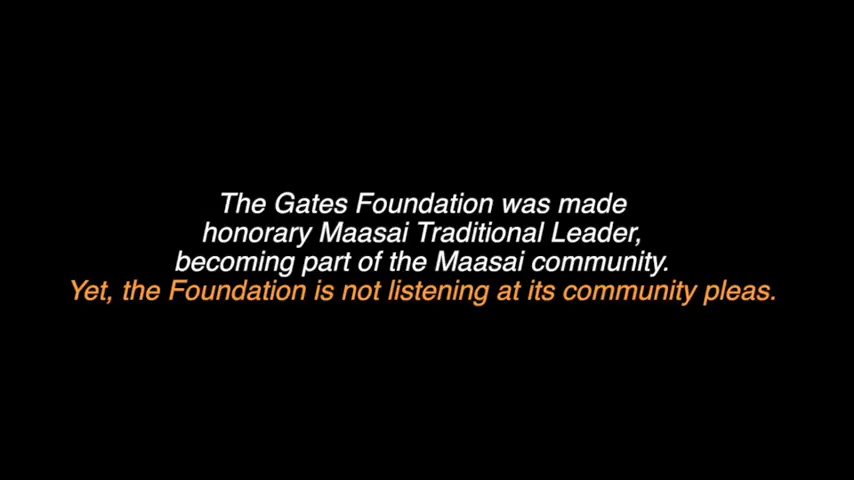 The Gates Foundation was made
honorary Maasai Traditional Leader,
becoming part of the Maasai community.
Yet, the Foundation is not listening at its community pleas.